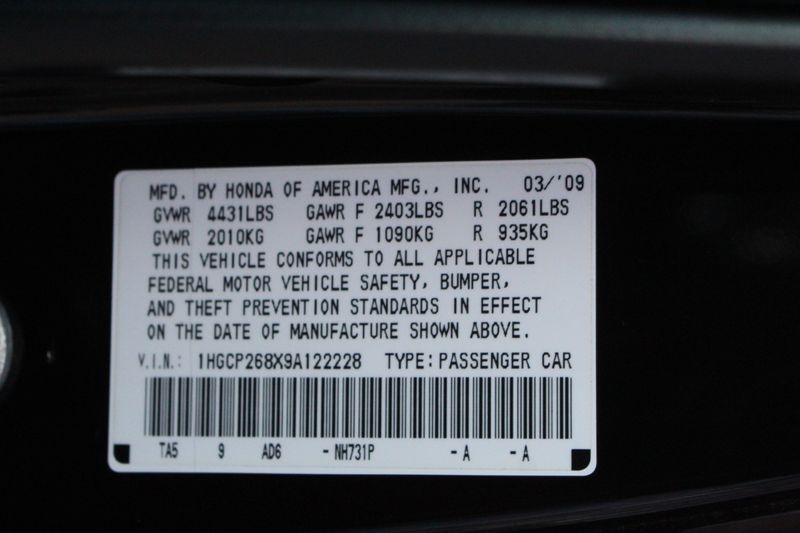 MFD. BY HONDA OF AMERICA MFG., INC. 03/'09
GVWR 4431LBS GAWR F 2403LBS R 2061LBS
GVWR 2010KG GAWR F 1090KG R 935KG
THIS VEHICLE CONFORMS TO ALL APPLICABLE
FEDERAL MOTOR VEHICLE SAFETY, BUMPER,
AND THEFT PREVENTION STANDARDS IN EFFECT
ON THE DATE OF MANUFACTURE SHOWN ABOVE.
V.I.N.: 1HGCP268X9A122228 TYPE: PASSENGER CAR
TA5 9 AD6 - NH731P - A - A